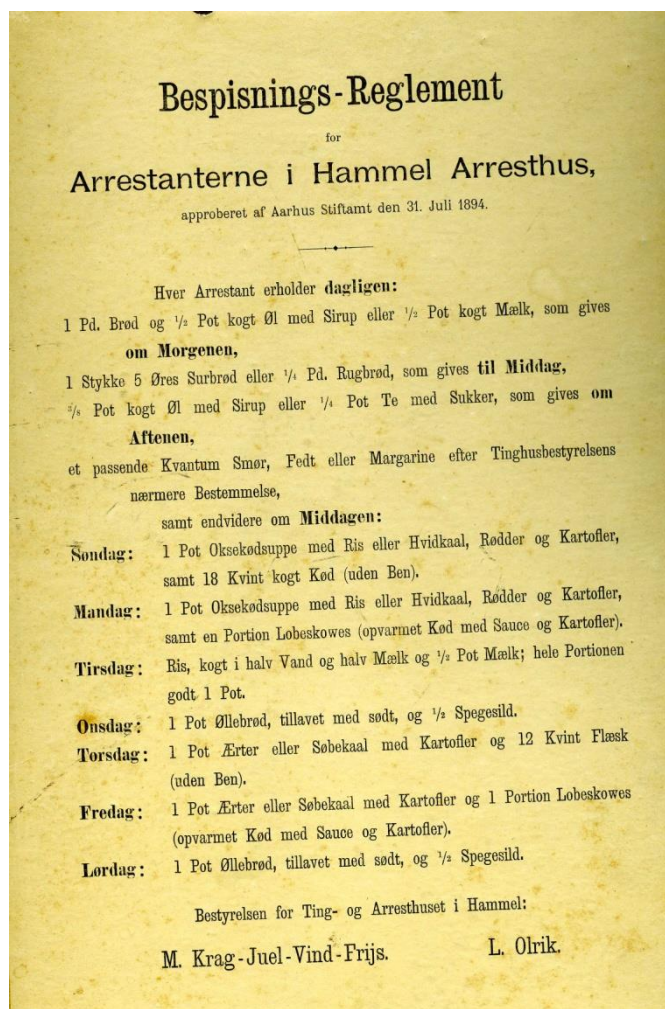 Bespisnings-Reglement
for
Arrestanterne i Hammel Arresthus,
approberet af Aarhus Stiftamt den 31. Juli 1894.
Hver Arrestant erholder dagligen:
1 Pd. Brød og 1/2 Pot kogt Øl med Sirup eller 1/2 Pot kogt Mælk, som gives
om Morgenen,
1 Stykke 5 Øres Surbrød eller 1/4 Pd. Rugbrød, som gives til Middag,
3/8 Pot kogt Øl med Sirup eller 1/4 Pot Te med Sukker, som gives om
Aftenen,
et passende Kvantum Smør, Fedt eller Margarine efter Tinghusbestyrelsens
nærmere Bestemmelse,
samt endvidere om Middagen:
Søndag: 1 Pot Oksekødsuppe med Ris eller Hvidkaal, Rødder og Kartofler,
samt 18 Kvint kogt Kød (uden Ben).
Mandag: 1 Pot Oksekødsuppe med Ris eller Hvidkaal, Rødder og Kartofler,
samt en Portion Lobeskowes (opvarmet Kød med Sauce og Kartofler).
Tirsdag: Ris, kogt i halv Vand og halv Mælk og 1/2 Pot Mælk; hele Portionen
godt 1 Pot.
Onsdag: 1 Pot Øllebrød, tillavet med sødt, og 1/2 Spegesild.
Torsdag: 1 Pot Ærter eller Søbekaal med Kartofler og 12 Kvint Flæsk
(uden Ben).
Fredag: 1 Pot Ærter eller Søbekaal med Kartofler og 1 Portion Lobeskowes
(opvarmet Kød med Sauce og Kartofler).
Lørdag: 1 Pot Øllebrød, tillavet med sødt, og 1/2 Spegesild.
Bestyrelsen for Ting- og Arresthuset i Hammel:
M. Krag-Juel-Vind-Frijs. L. Olrik.